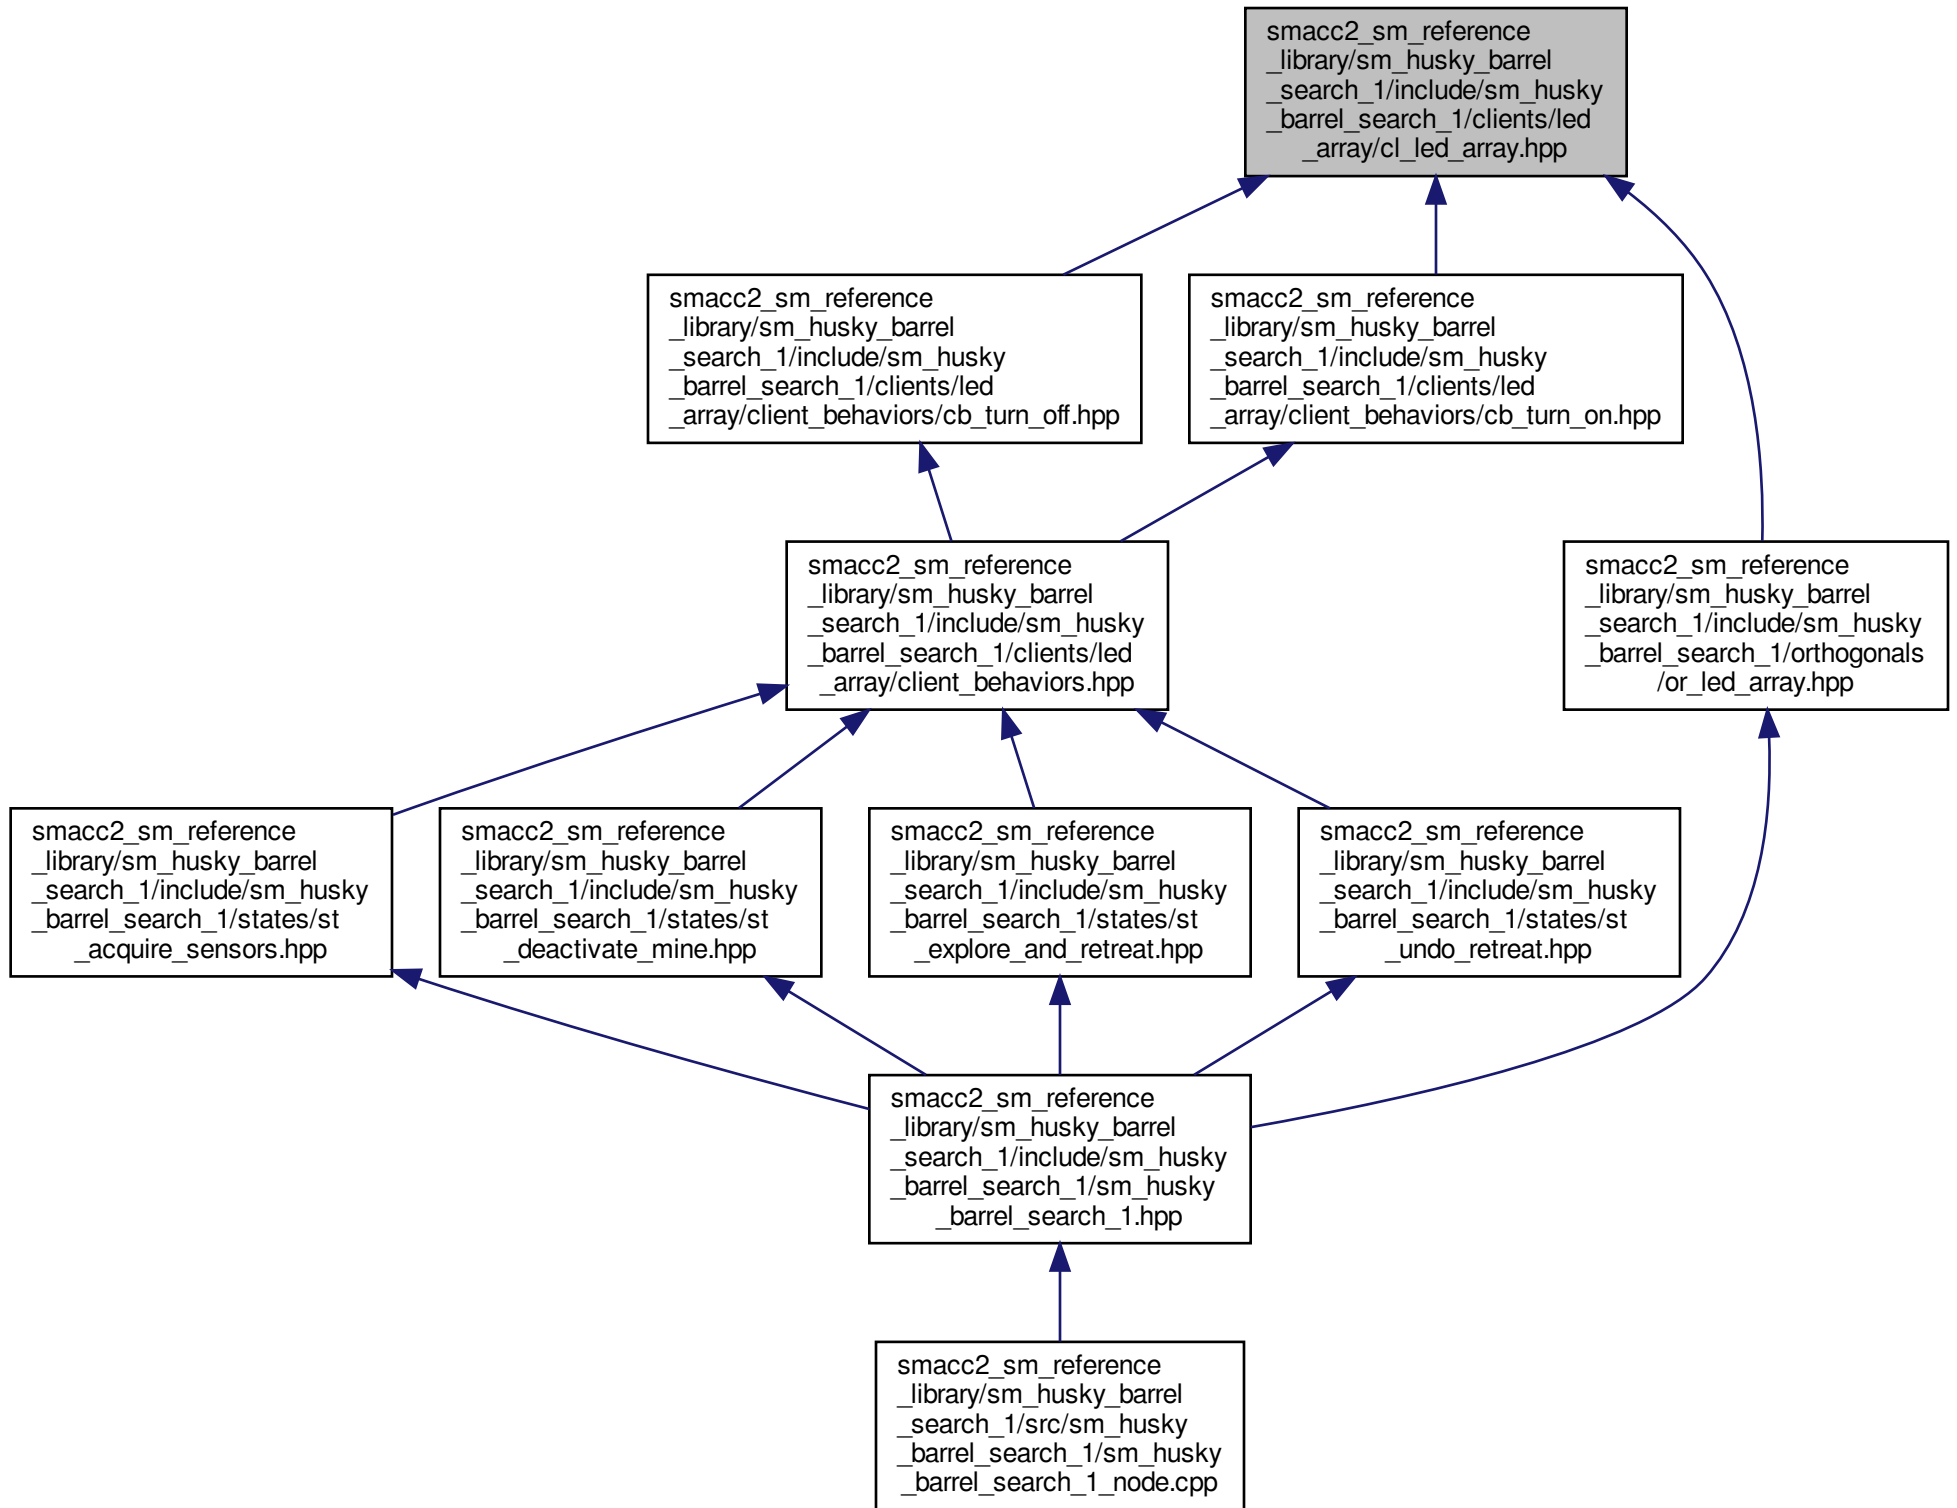 smacc2_sm_reference
_library/sm_husky_barrel
_search_1/include/sm_husky
_barrel_search_1/clients/led
_array/cl_led_array.hpp
smacc2_sm_reference
_library/sm_husky_barrel
_search_1/include/sm_husky
_barrel_search_1/clients/led
_array/client_behaviors/cb_turn_off.hpp
smacc2_sm_reference
_library/sm_husky_barrel
_search_1/include/sm_husky
_barrel_search_1/clients/led
_array/client_behaviors/cb_turn_on.hpp
smacc2_sm_reference
_library/sm_husky_barrel
_search_1/include/sm_husky
_barrel_search_1/clients/led
_array/client_behaviors.hpp
smacc2_sm_reference
_library/sm_husky_barrel
_search_1/include/sm_husky
_barrel_search_1/orthogonals
/or_led_array.hpp
smacc2_sm_reference
_library/sm_husky_barrel
_search_1/include/sm_husky
_barrel_search_1/states/st
_acquire_sensors.hpp
smacc2_sm_reference
_library/sm_husky_barrel
_search_1/include/sm_husky
_barrel_search_1/states/st
_deactivate_mine.hpp
smacc2_sm_reference
_library/sm_husky_barrel
_search_1/include/sm_husky
_barrel_search_1/states/st
_explore_and_retreat.hpp
smacc2_sm_reference
_library/sm_husky_barrel
_search_1/include/sm_husky
_barrel_search_1/states/st
_undo_retreat.hpp
smacc2_sm_reference
_library/sm_husky_barrel
_search_1/include/sm_husky
_barrel_search_1/sm_husky
_barrel_search_1.hpp
smacc2_sm_reference
_library/sm_husky_barrel
_search_1/src/sm_husky
_barrel_search_1/sm_husky
_barrel_search_1_node.cpp